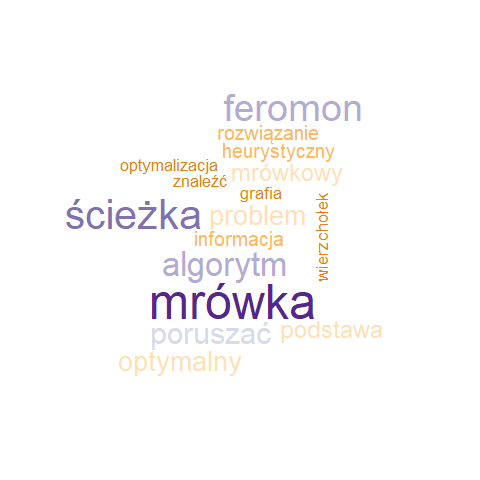 feromon
rozwiązanie
heurystyczny
optymalizacja
mrówkowy
znaleźć
grafia
ścieżka
problem
wierzchołek
informacja
algorytm
mrówka
poruszać
podstawa
optymalny